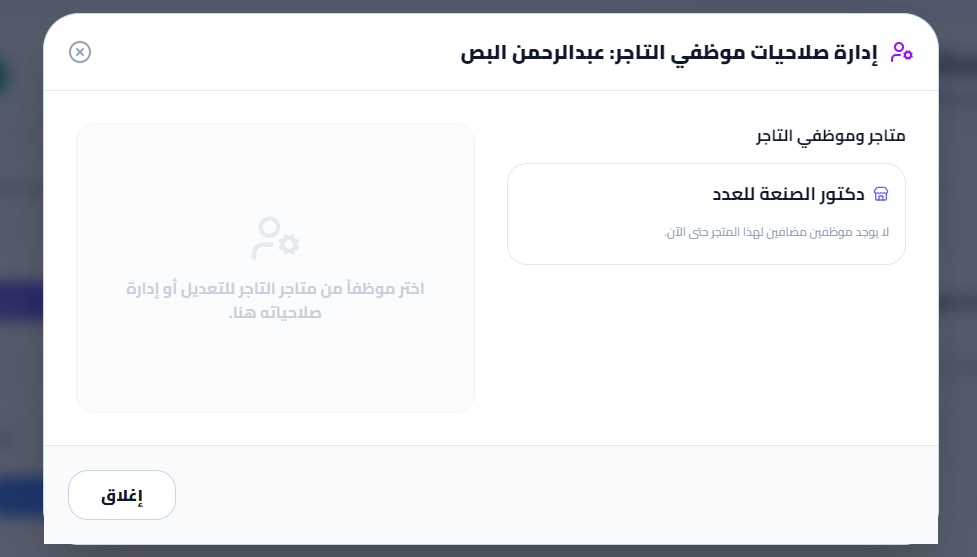 إدارة صلاحيات موظفي التاجر: عبدالرحمن البص
متاجر وموظفي التاجر
دكتور الصنعة للعدد
لا يوجد موظفين مضافين لهذا المتجر حتى الآن.
اختر موظفاً من متاجر التاجر للتعديل أو إدارة
صلاحياته هنا.
إغلاق